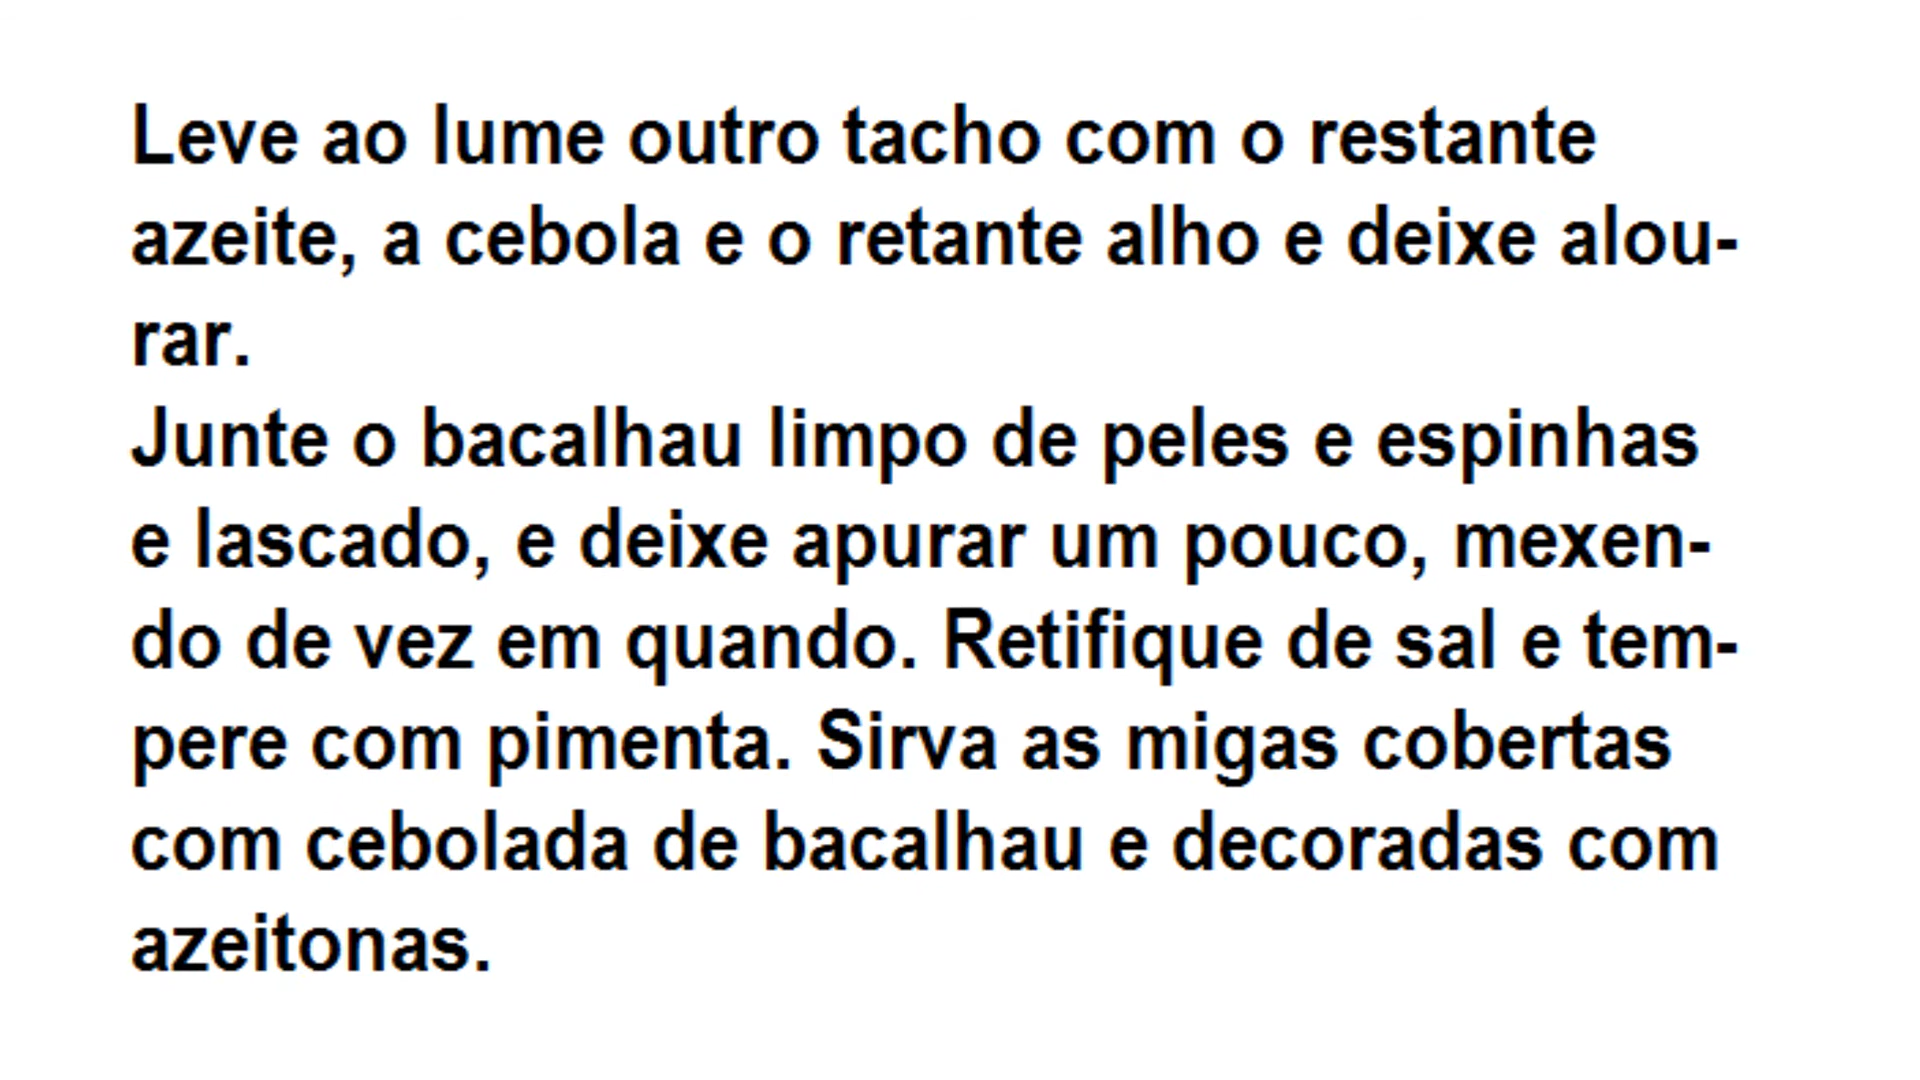 Leve ao lume outro tacho com o restante
azeite, a cebola e o retante alho e deixe alou-
rar.
Junte o bacalhau limpo de peles e espinhas
e lascado, e deixe apurar um pouco, mexen-
do de vez em quando. Retifique de sal e tem-
pere com pimenta. Sirva as migas cobertas
com cebolada de bacalhau e decoradas com
azeitonas.